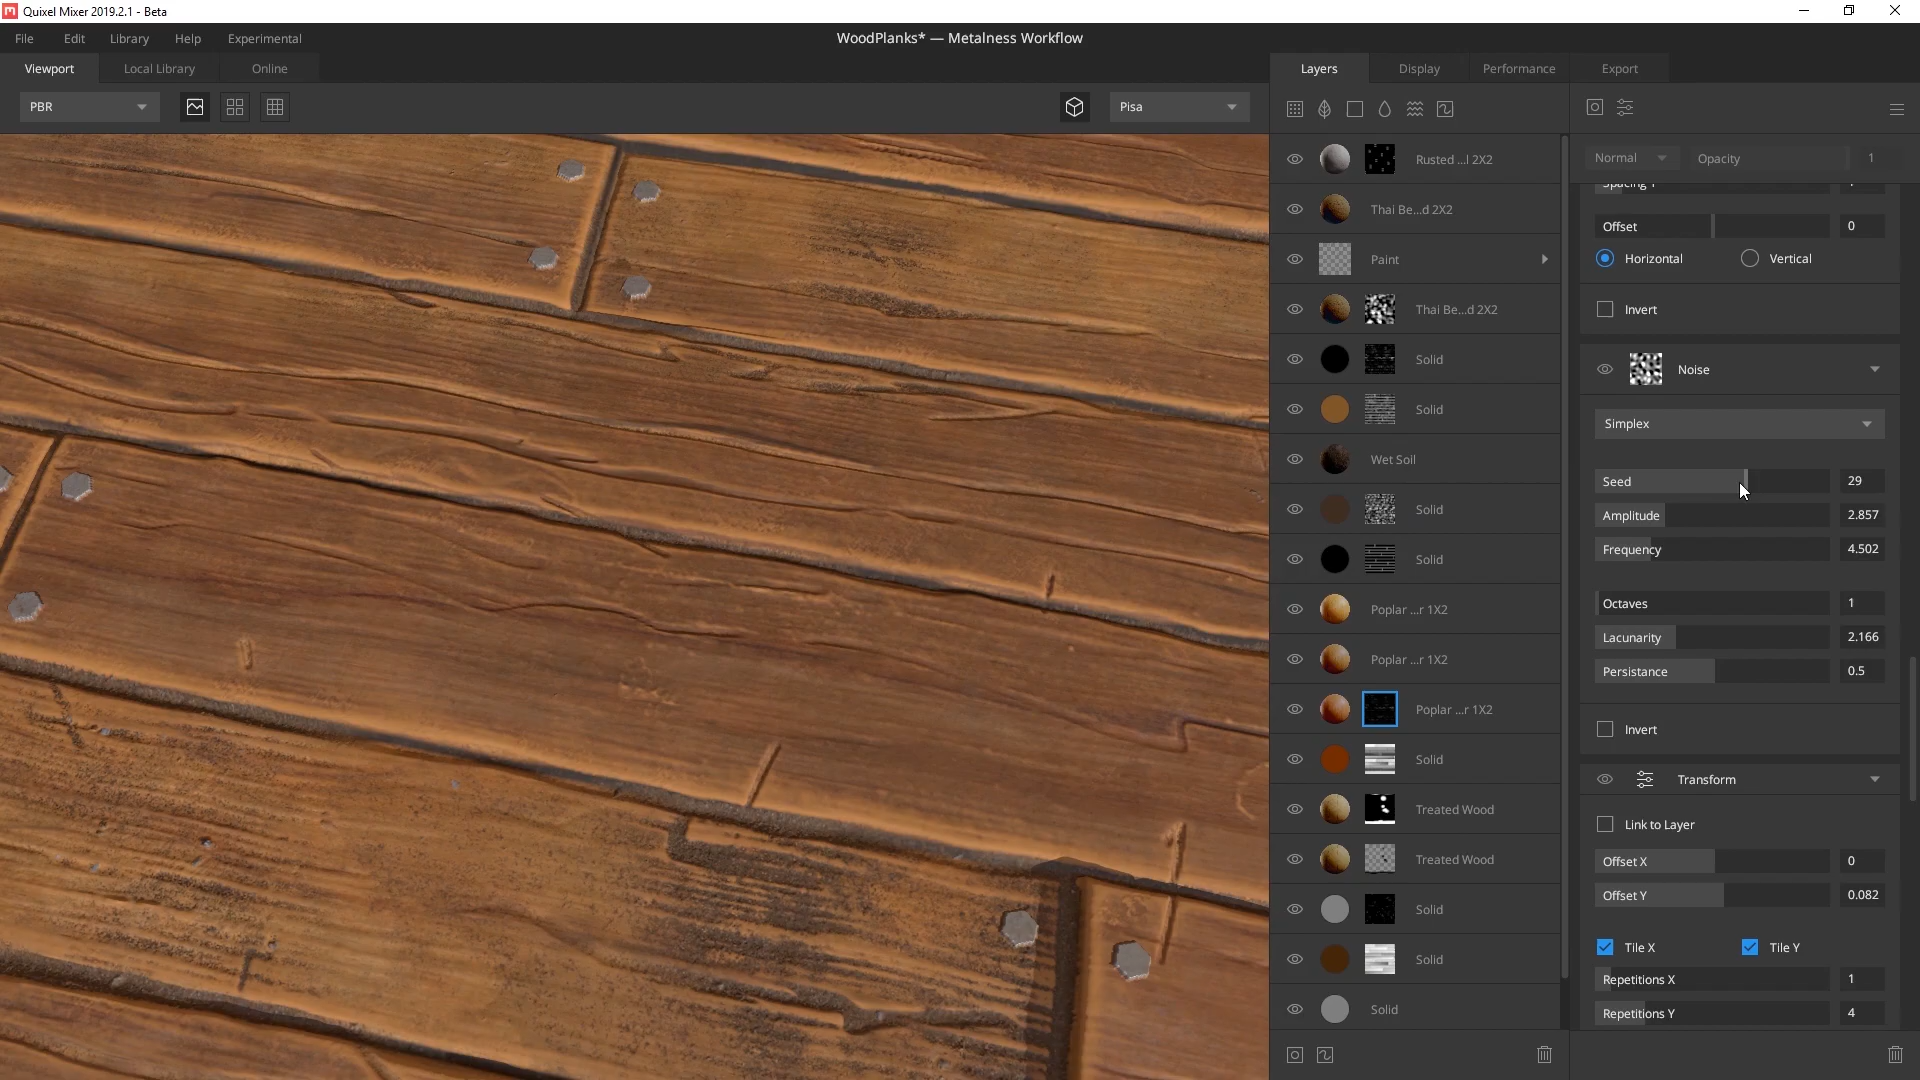 Quixel Mixer 2019.2.1 - Beta
File Edit Library Help Experimental
WoodPlanks* — Metalness Workflow
Viewport Local Library Online
Layers Display Performance Export
PBR
Pisa
Normal Opacity 1
Rusted ...l 2X2
Thai Be...d 2X2
Paint
Thai Be...d 2X2
Solid
Solid
Wet Soil
Solid
Solid
Poplar ...r 1X2
Poplar ...r 1X2
Poplar ...r 1X2
Solid
Treated Wood
Treated Wood
Solid
Solid
Solid
Spacing Y 1
Offset 0
Horizontal Vertical
Invert
Noise
Simplex
Seed 29
Amplitude 2.857
Frequency 4.502
Octaves 1
Lacunarity 2.166
Persistance 0.5
Invert
Transform
Link to Layer
Offset X 0
Offset Y 0.082
Tile X Tile Y
Repetitions X 1
Repetitions Y 4